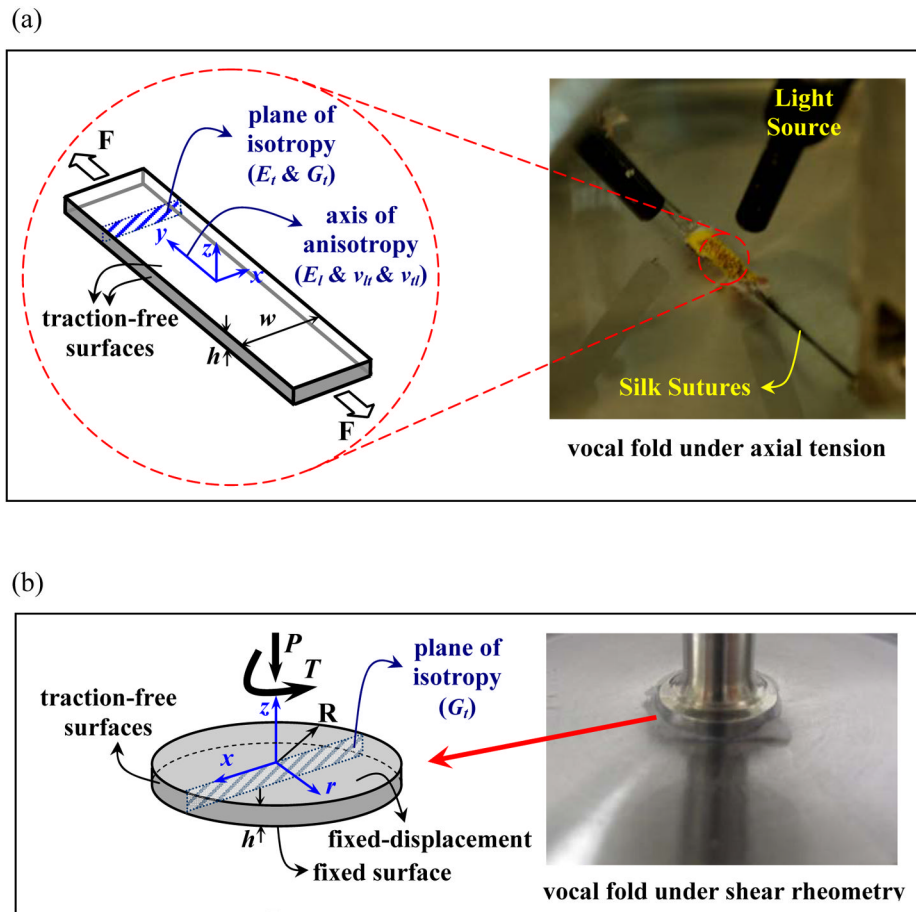 (a)
plane of
isotropy
(Et & Gt)
F
axis of
anisotropy
(El & νlt & νtl)
y
z
x
traction-free
surfaces
w
h
F
Light
Source
Silk Sutures
vocal fold under axial tension
(b)
P
T
plane of
isotropy
(Gt)
traction-free
surfaces
z
R
x
r
h
fixed-displacement
fixed surface
vocal fold under shear rheometry